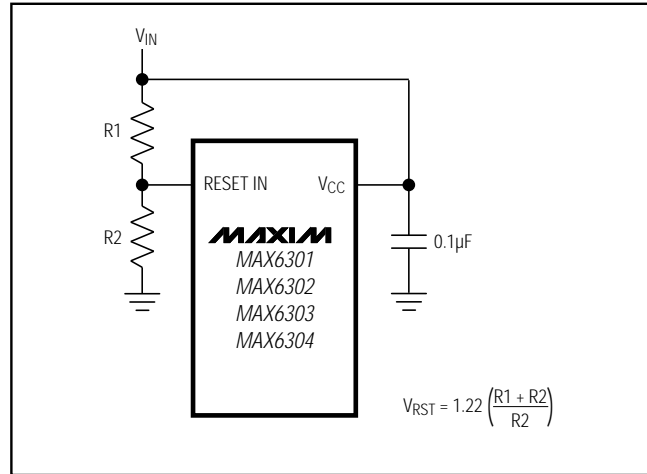 VIN
R1
RESET IN VCC
R2
MAXIM
MAX6301
MAX6302
MAX6303
MAX6304
0.1µF
VRST = 1.22 (R1 + R2 / R2)